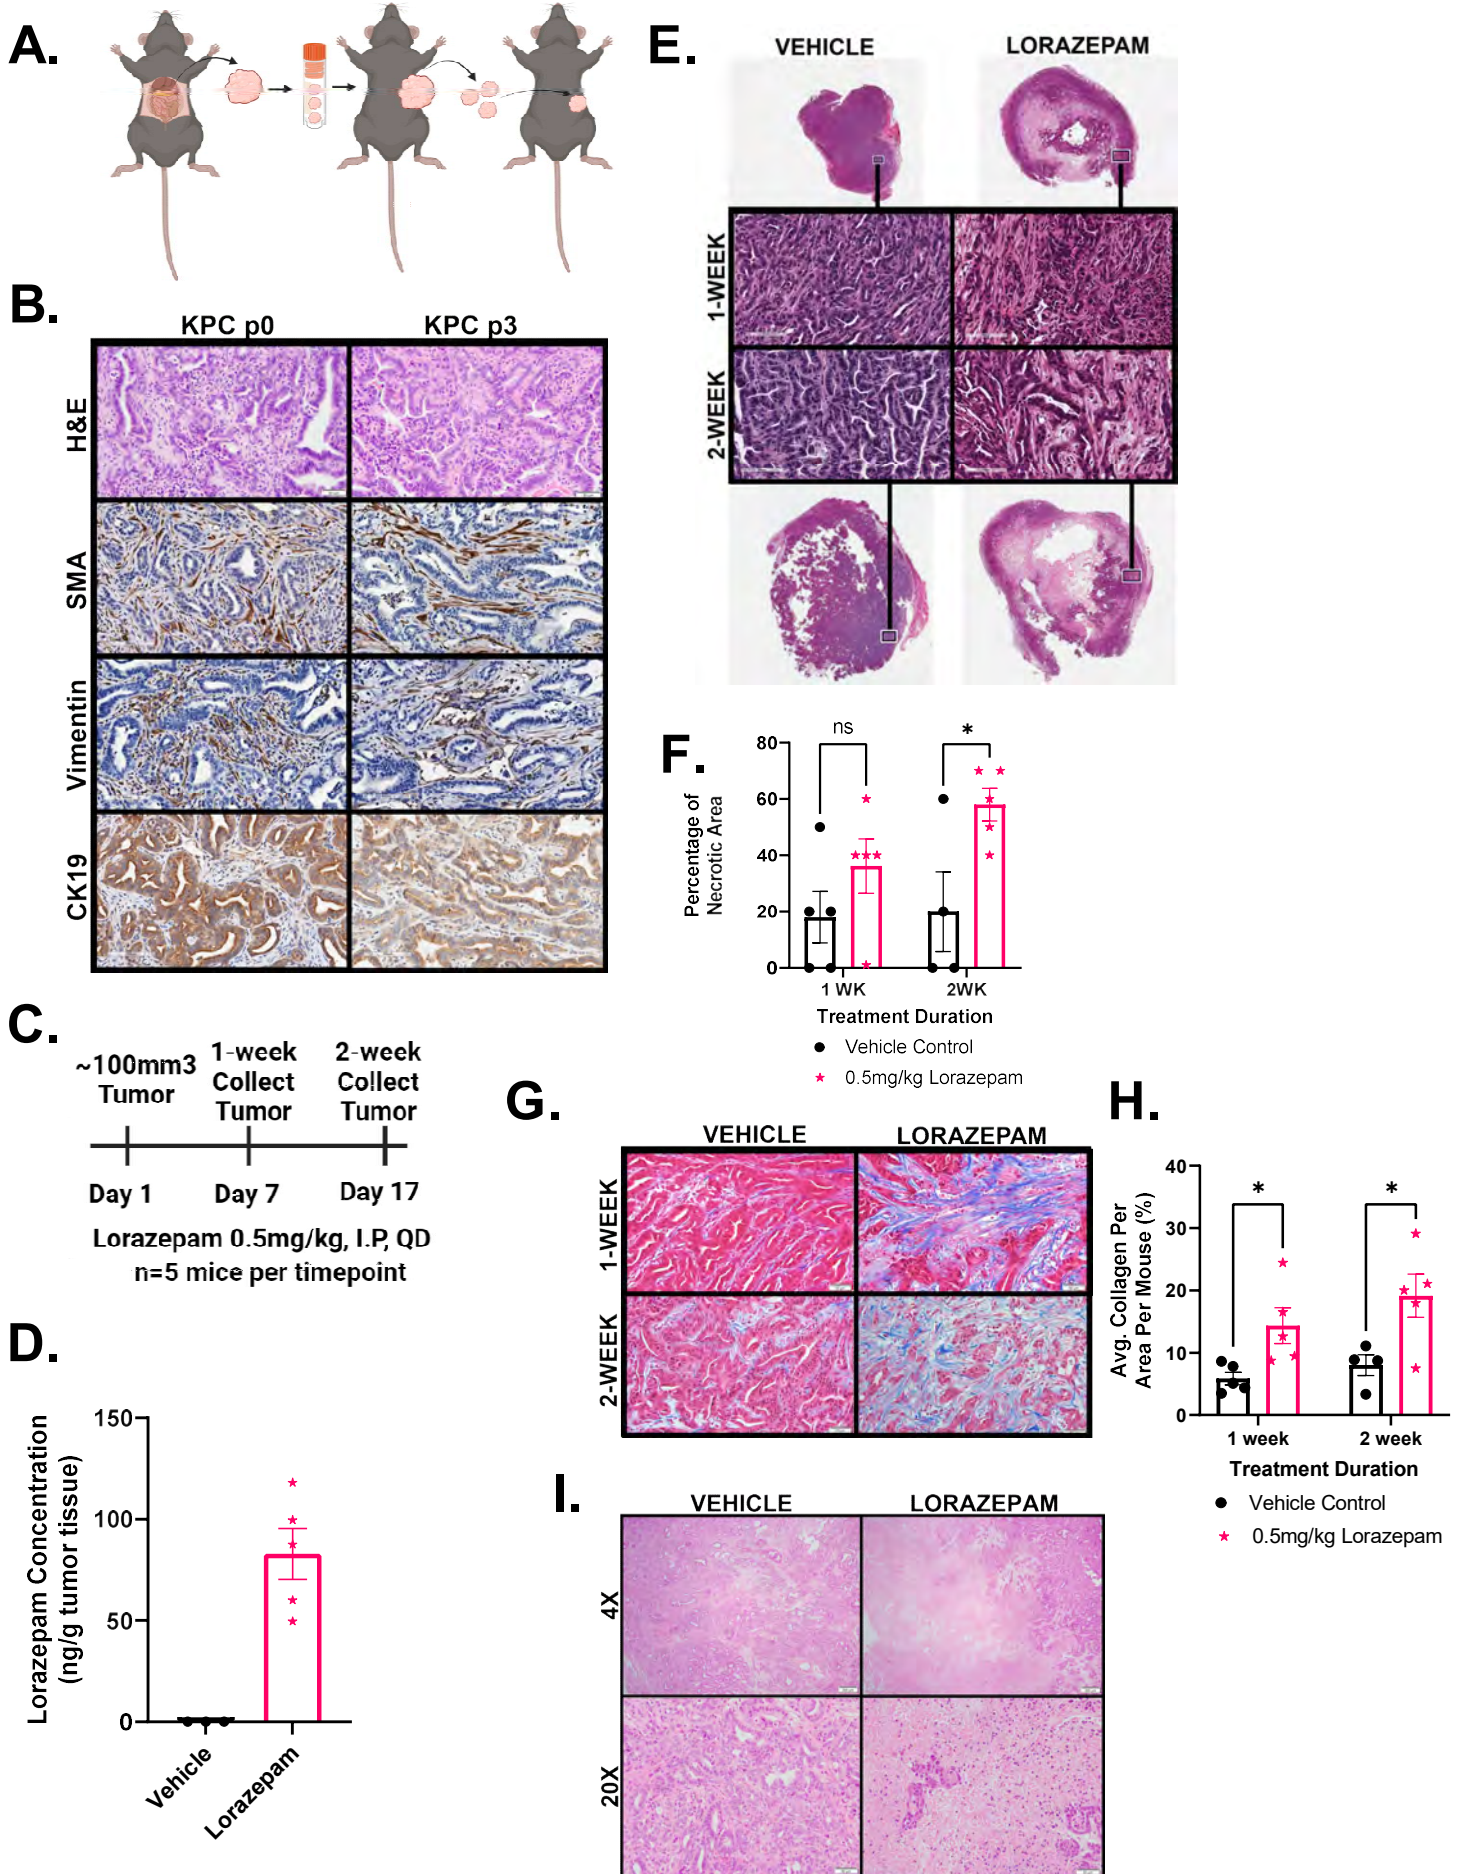 A.
B.
KPC p0 KPC p3
H&E
SMA
Vimentin
CK19
C.
~100mm3
Tumor
1-week
Collect
Tumor
2-week
Collect
Tumor
Day 1 Day 7 Day 17
Lorazepam 0.5mg/kg, I.P, QD
n=5 mice per timepoint
D.
Lorazepam Concentration
(ng/g tumor tissue)
150
100
50
0
Vehicle
Lorazepam
E.
VEHICLE LORAZEPAM
1-WEEK
2-WEEK
F.
Percentage of
Necrotic Area
80
60
40
20
0
ns
*
1 WK 2WK
Treatment Duration
Vehicle Control
0.5mg/kg Lorazepam
G.
VEHICLE LORAZEPAM
1-WEEK
2-WEEK
H.
Avg. Collagen Per
Area Per Mouse (%)
40
30
20
10
0
*
*
1 week 2 week
Treatment Duration
Vehicle Control
0.5mg/kg Lorazepam
I.
VEHICLE LORAZEPAM
4X
20X